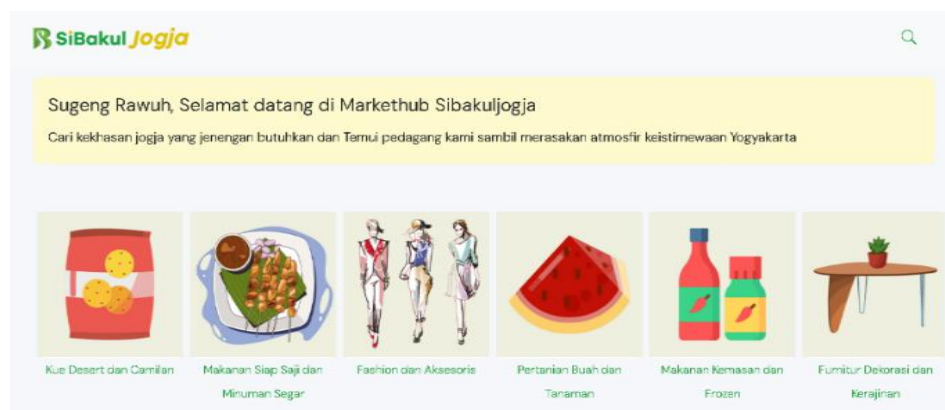 SiBakul Jogja
Sugeng Rawuh, Selamat datang di Markethub Sibakuljogja
Cari kekhasan jogja yang jenengan butuhkan dan Temui pedagang kami sambil merasakan atmosfir keistimewaan Yogyakarta
Kue Desert dan Camilan
Makanan Siap Saji dan
Minuman Segar
Fashion dan Aksesoris
Pertanian Buah dan
Tanaman
Makanan Kemasan dan
Frozen
Furnitur Dekorasi dan
Kerajinan